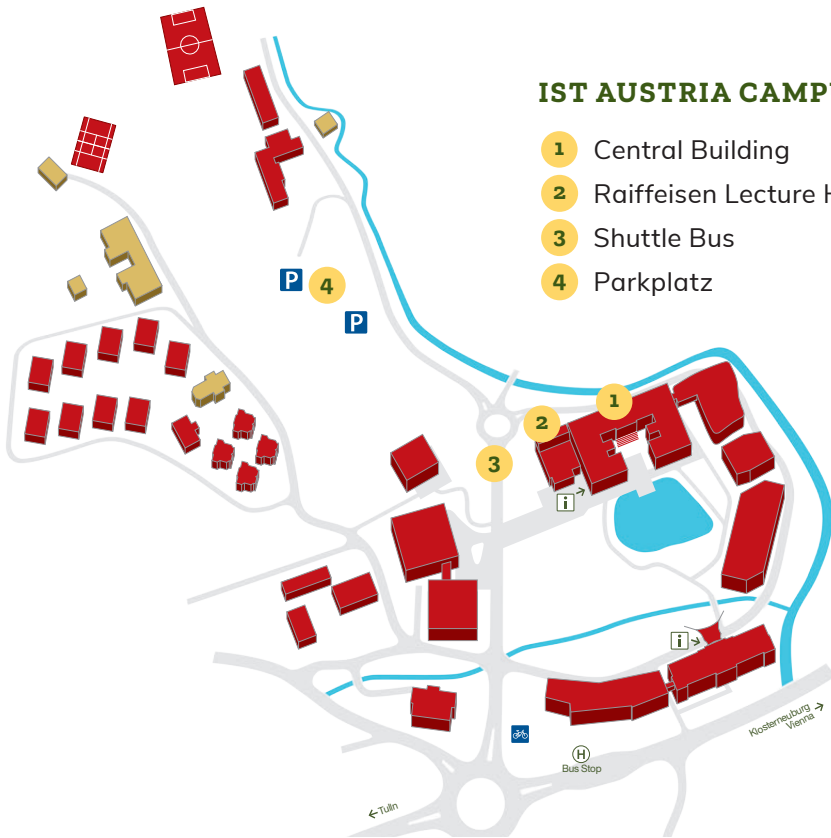 IST AUSTRIA
1 Central Building
2 Raiffeisen Lecture
3 Shuttle Bus
4 Parkplatz
P
4
P
1
2
3
i
i
Klosterneuburg
Vienna
H
Bus Stop
Tulln